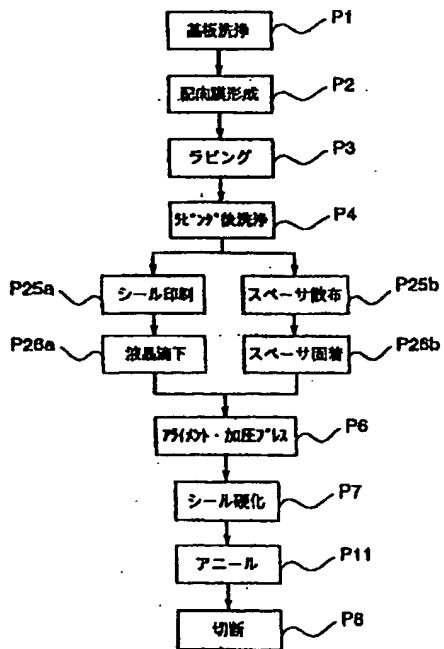 基板洗浄
P1
配向膜形成
P2
ラビング
P3
ラビング後洗浄
P4
P25a
シール印刷
スペーサ散布
P25b
P26a
液晶滴下
スペーサ固着
P26b
アライメント・加圧プレス
P6
シール硬化
P7
アニール
P11
切断
P8